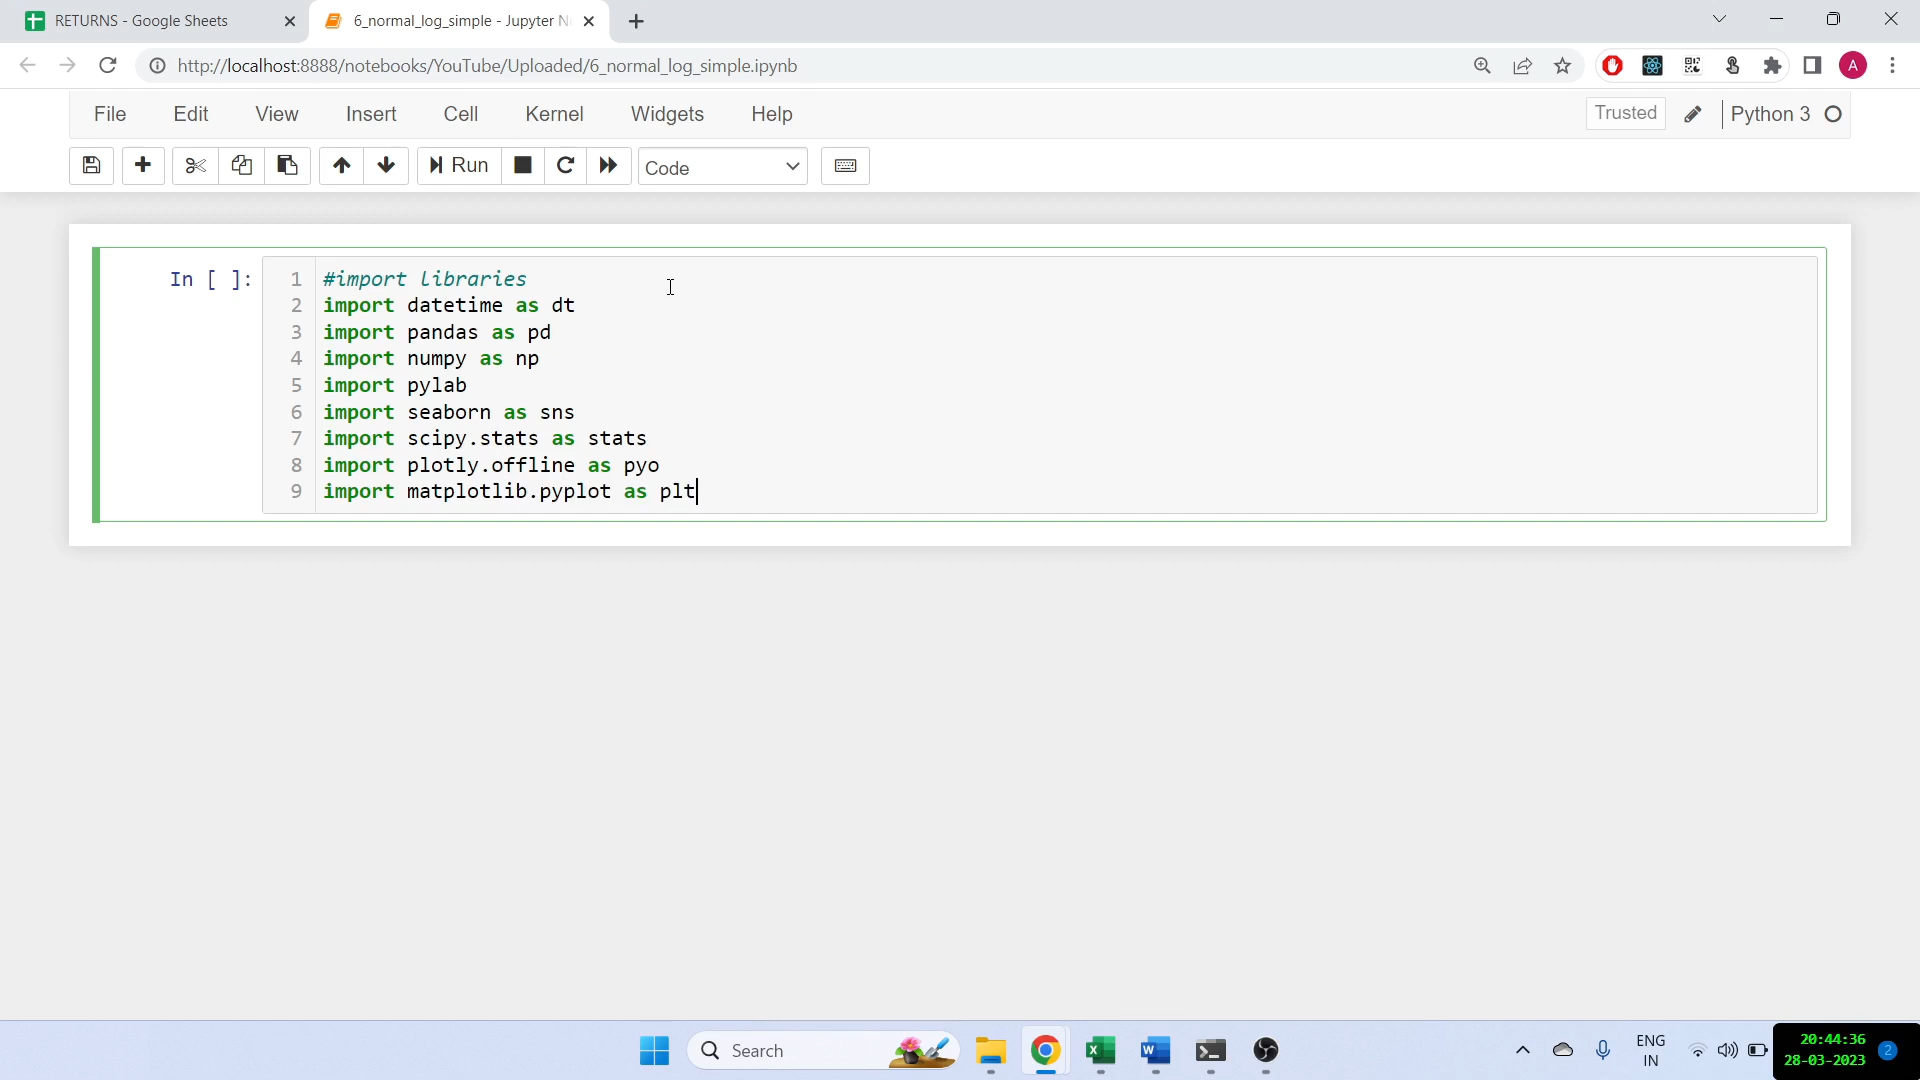 RETURNS - Google Sheets
6_normal_log_simple - Jupyter N
http://localhost:8888/notebooks/YouTube/Uploaded/6_normal_log_simple.ipynb
A
File Edit View Insert Cell Kernel Widgets Help
Trusted
Python 3
Run
Code
In [ ]:
1 #import libraries
2 import datetime as dt
3 import pandas as pd
4 import numpy as np
5 import pylab
6 import seaborn as sns
7 import scipy.stats as stats
8 import plotly.offline as pyo
9 import matplotlib.pyplot as plt
Search
ENG
IN
20:44:36
28-03-2023
2